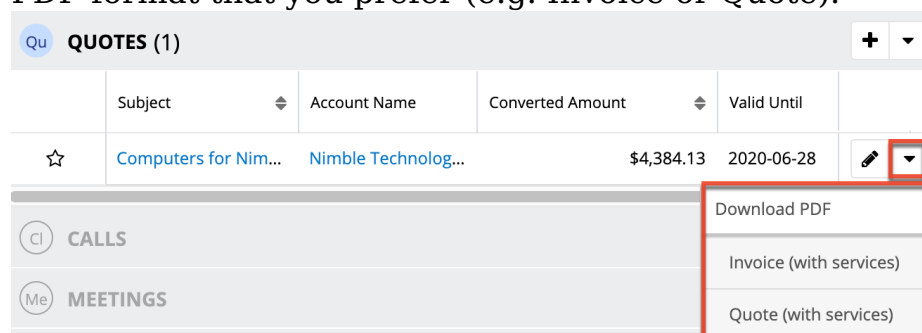 PDF format that you prefer (e.g. Invoice or Quote).
Qu QUOTES (1)
Subject Account Name Converted Amount Valid Until
Computers for Nim... Nimble Technolog... $4,384.13 2020-06-28
Download PDF
Cl CALLS
Invoice (with services)
Me MEETINGS
Quote (with services)